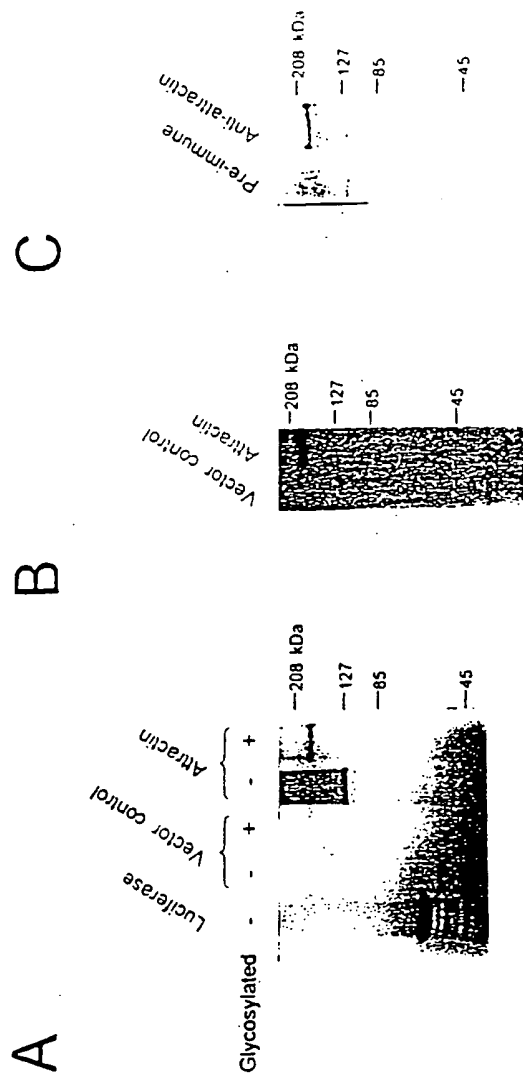 A
Glycosylated
Luciferase
Vector control
Attractin
- - + - +
—208 kDa
—127
—85
—45
B
Vector control
Attractin
—208 kDa
—127
—85
—45
C
Pre-immune
Anti-attractin
—208 kDa
—127
—85
—45